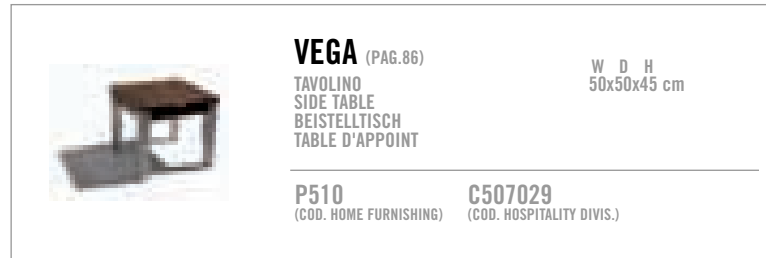 VEGA (PAG.86)
TAVOLINO
SIDE TABLE
BEISTELLTISCH
TABLE D'APPOINT
W D H
50x50x45 cm
P510
(COD. HOME FURNISHING)
C507029
(COD. HOSPITALITY DIVIS.)